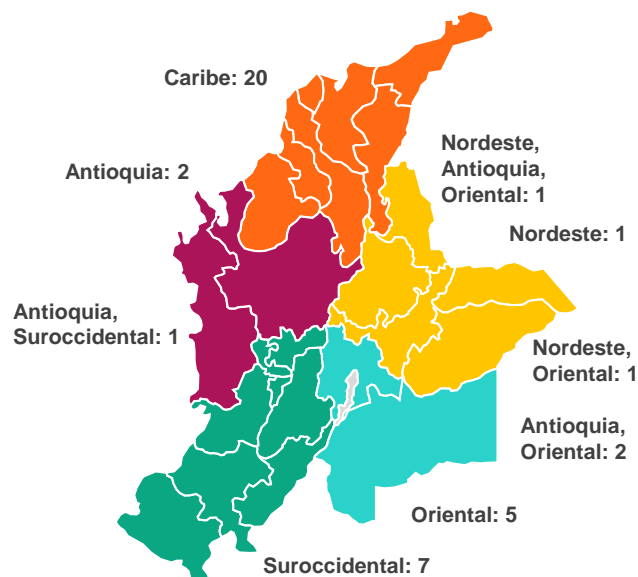 Caribe: 20
Nordeste,
Antioquia,
Oriental: 1
Antioquia: 2
Nordeste: 1
Antioquia,
Suroccidental: 1
Nordeste,
Oriental: 1
Antioquia,
Oriental: 2
Oriental: 5
Suroccidental: 7